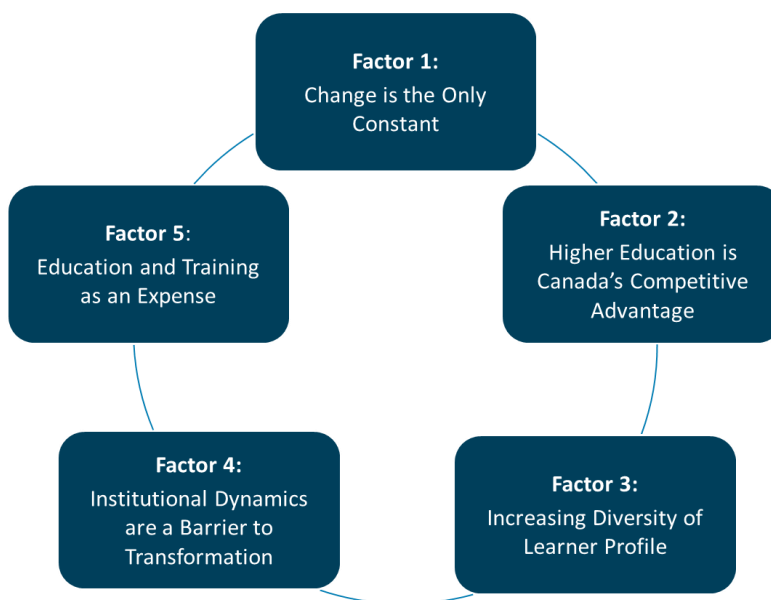 Factor 1:
Change is the Only
Constant
Factor 2:
Higher Education is
Canada’s Competitive
Advantage
Factor 3:
Increasing Diversity of
Learner Profile
Factor 4:
Institutional Dynamics
are a Barrier to
Transformation
Factor 5:
Education and Training
as an Expense